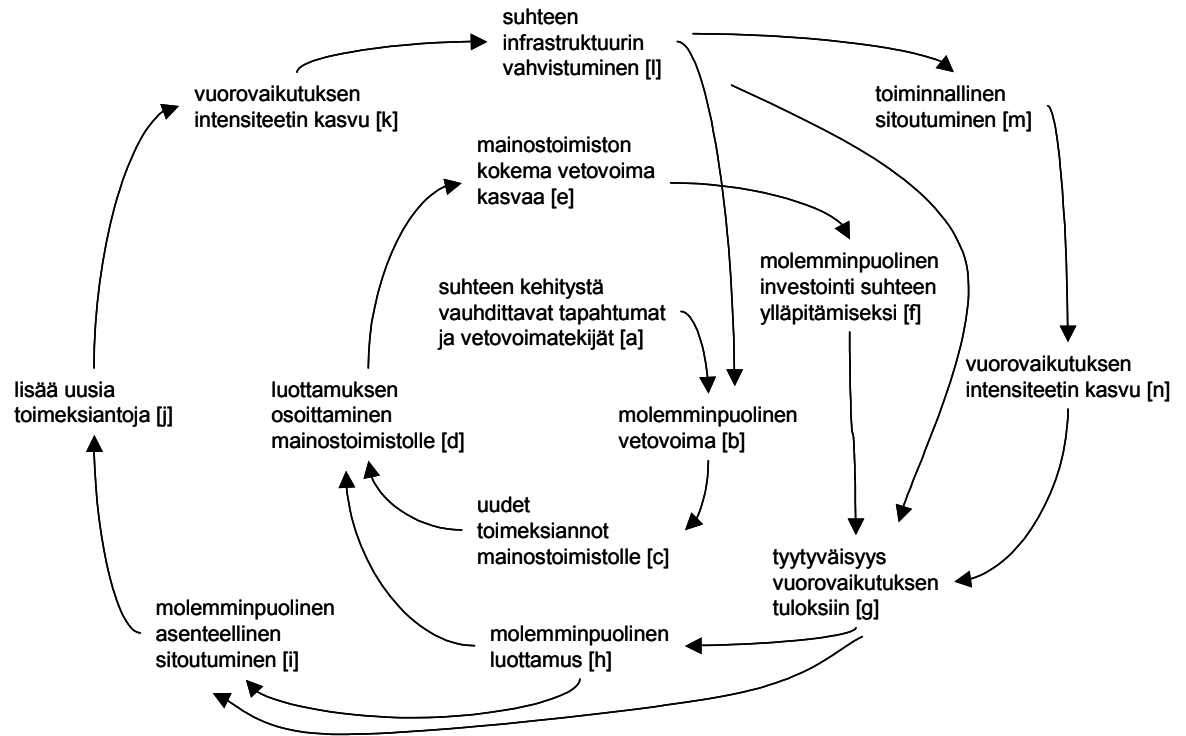 suhteen
infrastruktuurin
vahvistuminen [l]
vuorovaikutuksen
intensiteetin kasvu [k]
toiminnallinen
sitoutuminen [m]
mainostoimiston
kokema vetovoima
kasvaa [e]
molemminpuolinen
investointi suhteen
ylläpitämiseksi [f]
suhteen kehitystä
vauhdittavat tapahtumat
ja vetovoimatekijät [a]
vuorovaikutuksen
intensiteetin kasvu [n]
lisää uusia
toimeksiantoja [j]
luottamuksen
osoittaminen
mainostoimistolle [d]
molemminpuolinen
vetovoima [b]
uudet
toimeksiannot
mainostoimistolle [c]
tyytyväisyys
vuorovaikutuksen
tuloksiin [g]
molemminpuolinen
asenteellinen
sitoutuminen [i]
molemminpuolinen
luottamus [h]